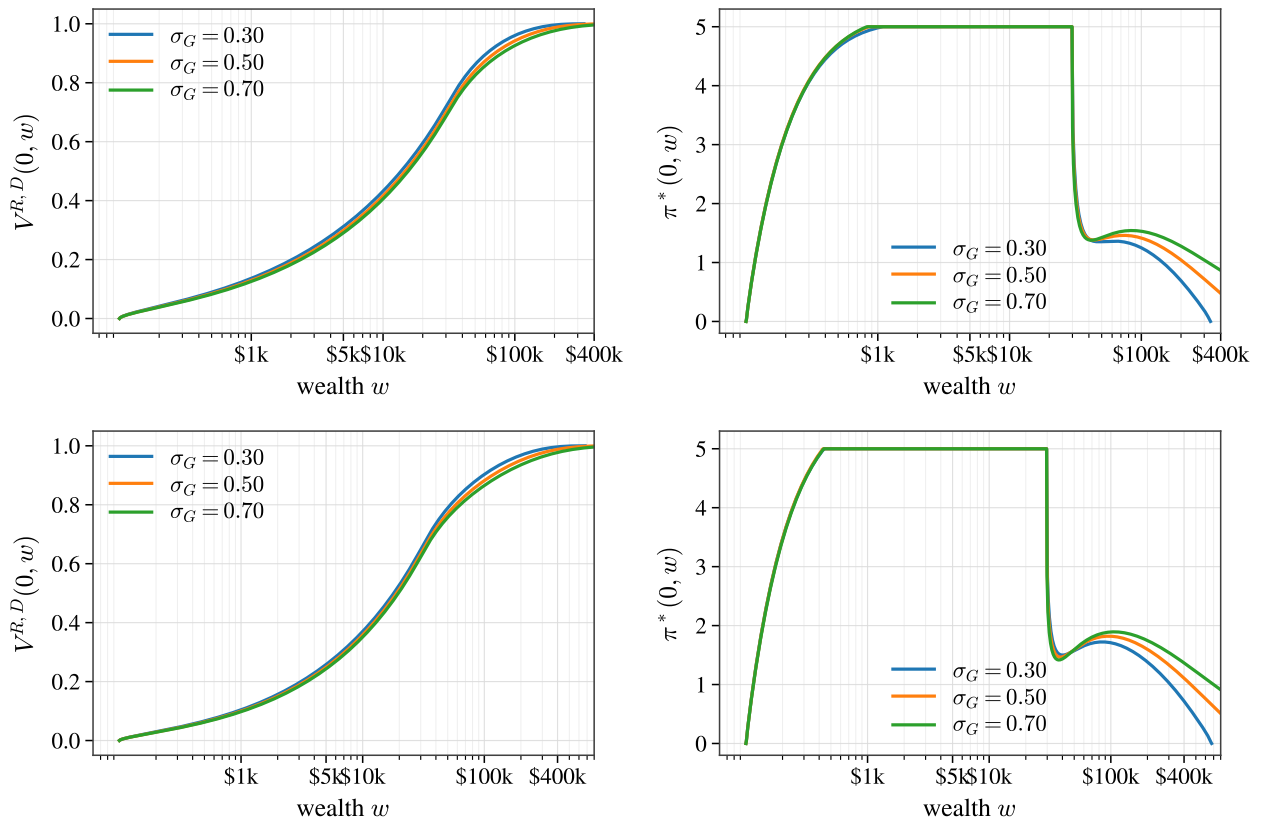 1.0
0.8
0.6
0.4
0.2
0.0
V^{R,D}(0, w)
σ_G = 0.30
σ_G = 0.50
σ_G = 0.70
$1k $5k $10k $100k $400k
wealth w
5
4
3
2
1
0
π*(0, w)
σ_G = 0.30
σ_G = 0.50
σ_G = 0.70
$1k $5k $10k $100k $400k
wealth w
1.0
0.8
0.6
0.4
0.2
0.0
V^{R,D}(0, w)
σ_G = 0.30
σ_G = 0.50
σ_G = 0.70
$1k $5k $10k $100k $400k
wealth w
5
4
3
2
1
0
π*(0, w)
σ_G = 0.30
σ_G = 0.50
σ_G = 0.70
$1k $5k $10k $100k $400k
wealth w